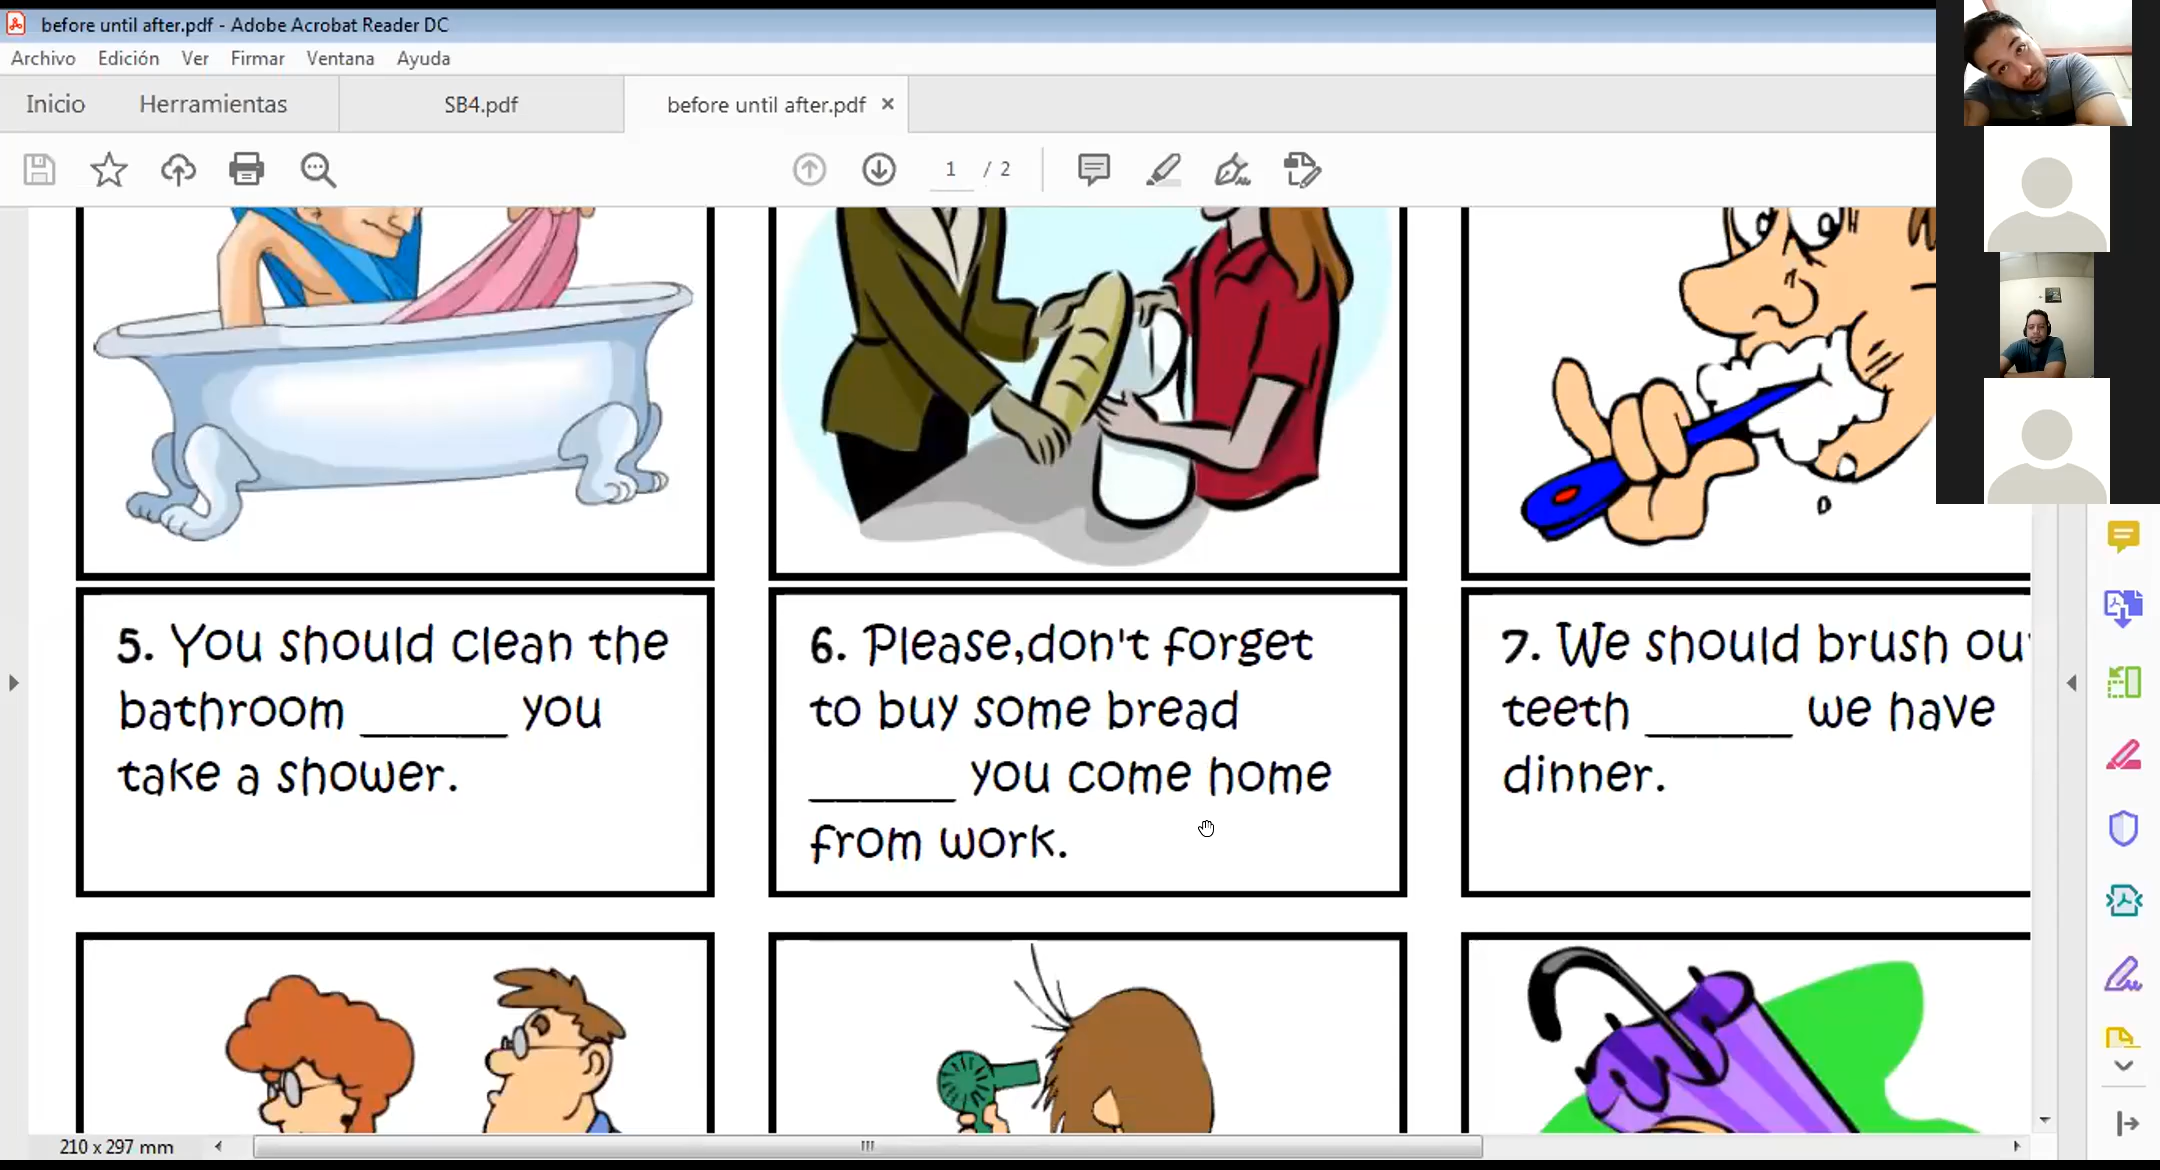 before until after.pdf - Adobe Acrobat Reader DC
Archivo Edición Ver Firmar Ventana Ayuda
Inicio Herramientas SB4.pdf before until after.pdf ×
1 / 2
5. You should clean the
bathroom ______ you
take a shower.
6. Please,don't forget
to buy some bread
______ you come home
from work.
7. We should brush ou
teeth ______ we have
dinner.
210 x 297 mm